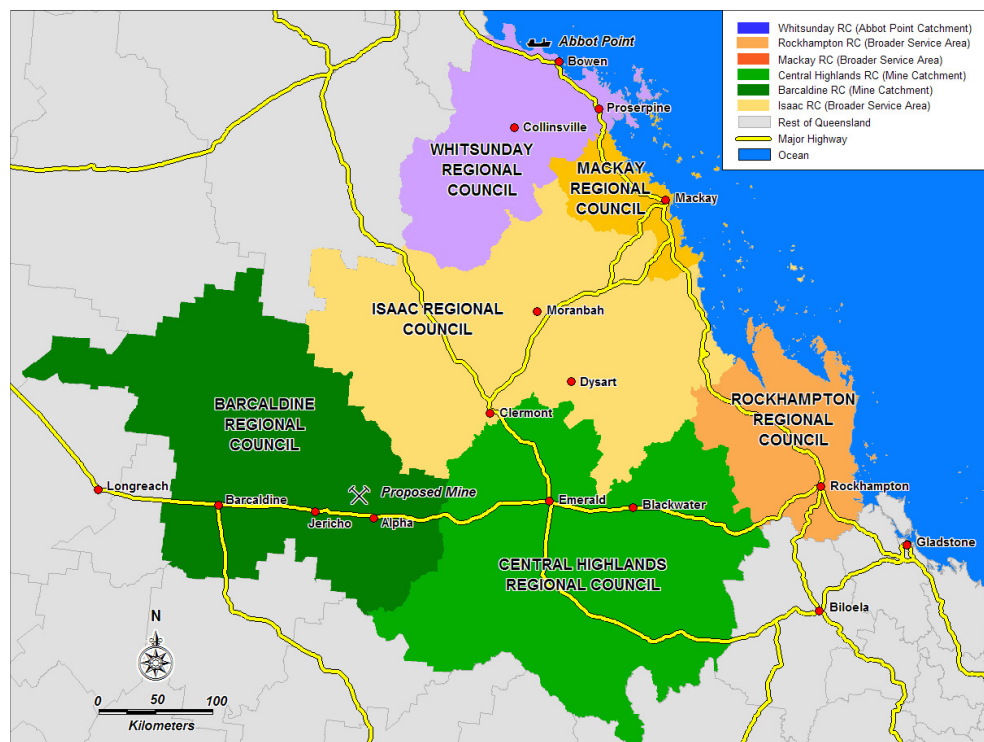 Whitsunday RC (Abbot Point Catchment)
Rockhampton RC (Broader Service Area)
Mackay RC (Broader Service Area)
Central Highlands RC (Mine Catchment)
Barcaldine RC (Mine Catchment)
Isaac RC (Broader Service Area)
Rest of Queensland
Major Highway
Ocean
Abbot Point
Bowen
Proserpine
Collinsville
WHITSUNDAY
REGIONAL
COUNCIL
MACKAY
REGIONAL
COUNCIL
Mackay
ISAAC REGIONAL
COUNCIL
Moranbah
Dysart
Clermont
BARCALDINE
REGIONAL
COUNCIL
ROCKHAMPTON
REGIONAL
COUNCIL
Longreach
Barcaldine
Jericho
Proposed Mine
Alpha
Emerald
Blackwater
Rockhampton
Gladstone
CENTRAL HIGHLANDS
REGIONAL COUNCIL
Biloela
N
0 50 100
Kilometers